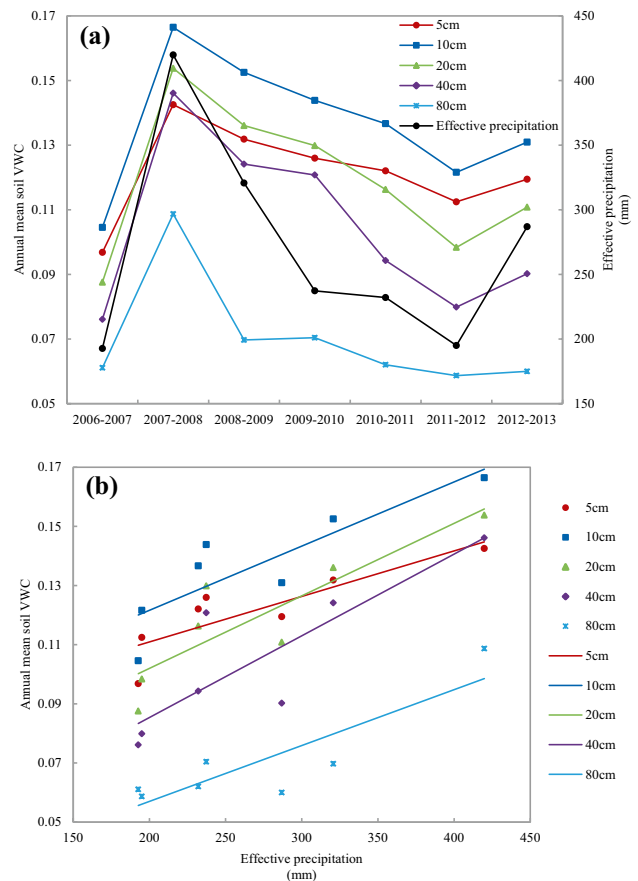 (a)
0.17
0.15
0.13
0.11
0.09
0.07
0.05
Annual mean soil VWC
5cm
10cm
20cm
40cm
80cm
Effective precipitation
450
400
350
300
250
200
150
Effective precipitation
(mm)
2006-2007 2007-2008 2008-2009 2009-2010 2010-2011 2011-2012 2012-2013
(b)
0.17
0.15
0.13
0.11
0.09
0.07
0.05
Annual mean soil VWC
5cm
10cm
20cm
40cm
80cm
5cm
10cm
20cm
40cm
80cm
150 200 250 300 350 400 450
Effective precipitation
(mm)